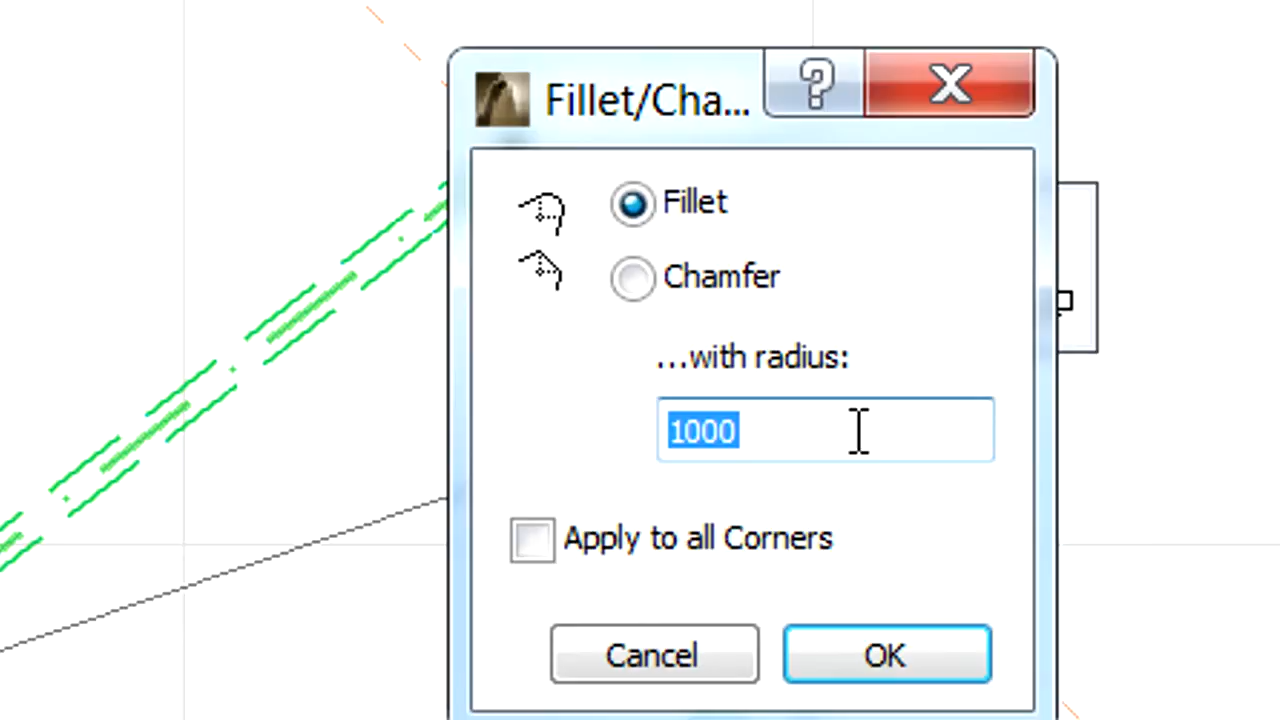 Fillet/Cha...
Fillet
Chamfer
...with radius:
1000
Apply to all Corners
Cancel
OK